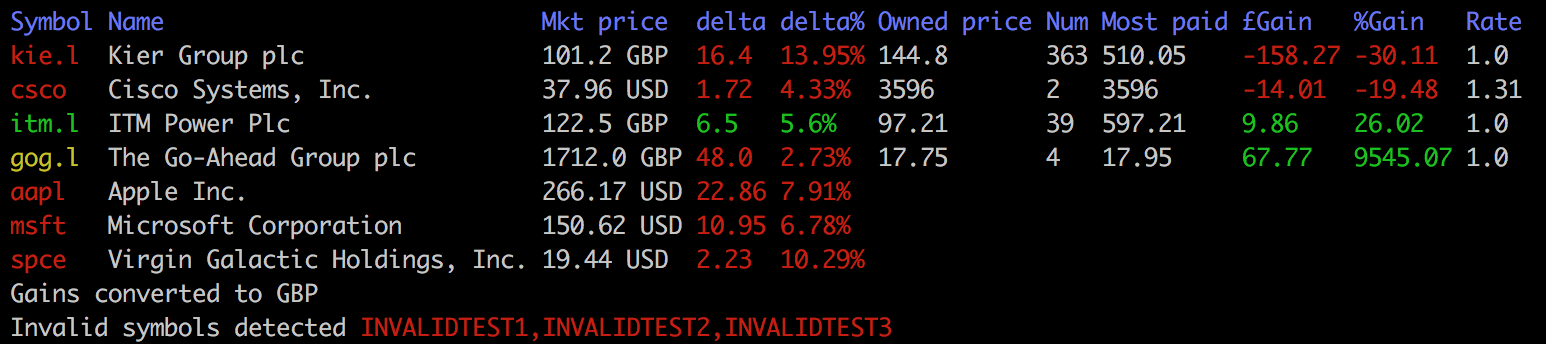 Symbol Name Mkt price delta delta% Owned price Num Most paid £Gain %Gain Rate
kie.l Kier Group plc 101.2 GBP 16.4 13.95% 144.8 363 510.05 -158.27 -30.11 1.0
csco Cisco Systems, Inc. 37.96 USD 1.72 4.33% 3596 2 3596 -14.01 -19.48 1.31
itm.l ITM Power Plc 122.5 GBP 6.5 5.6% 97.21 39 597.21 9.86 26.02 1.0
gog.l The Go-Ahead Group plc 1712.0 GBP 48.0 2.73% 17.75 4 17.95 67.77 9545.07 1.0
aapl Apple Inc. 266.17 USD 22.86 7.91%
msft Microsoft Corporation 150.62 USD 10.95 6.78%
spce Virgin Galactic Holdings, Inc. 19.44 USD 2.23 10.29%
Gains converted to GBP
Invalid symbols detected INVALIDTEST1,INVALIDTEST2,INVALIDTEST3